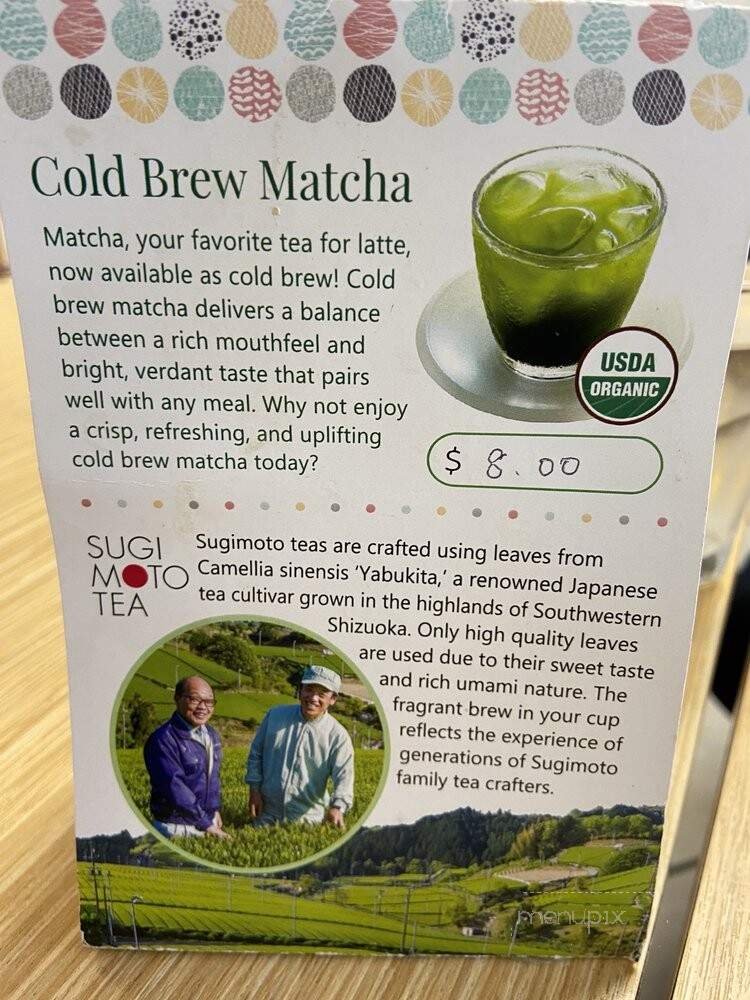 Cold Brew Matcha
Matcha, your favorite tea for latte,
now available as cold brew! Cold
brew matcha delivers a balance
between a rich mouthfeel and
bright, verdant taste that pairs
well with any meal. Why not enjoy
a crisp, refreshing, and uplifting
cold brew matcha today?
USDA
ORGANIC
$ 8.00
SUGI
MOTO
TEA
Sugimoto teas are crafted using leaves from
Camellia sinensis ‘Yabukita,’ a renowned Japanese
tea cultivar grown in the highlands of Southwestern
Shizuoka. Only high quality leaves
are used due to their sweet taste
and rich umami nature. The
fragrant brew in your cup
reflects the experience of
generations of Sugimoto
family tea crafters.
menupix